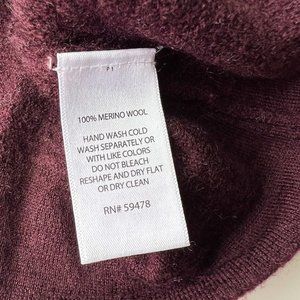 100% MERINO WOOL
HAND WASH COLD
WASH SEPARATELY OR
WITH LIKE COLORS
DO NOT BLEACH
RESHAPE AND DRY FLAT
OR DRY CLEAN
RN# 59478